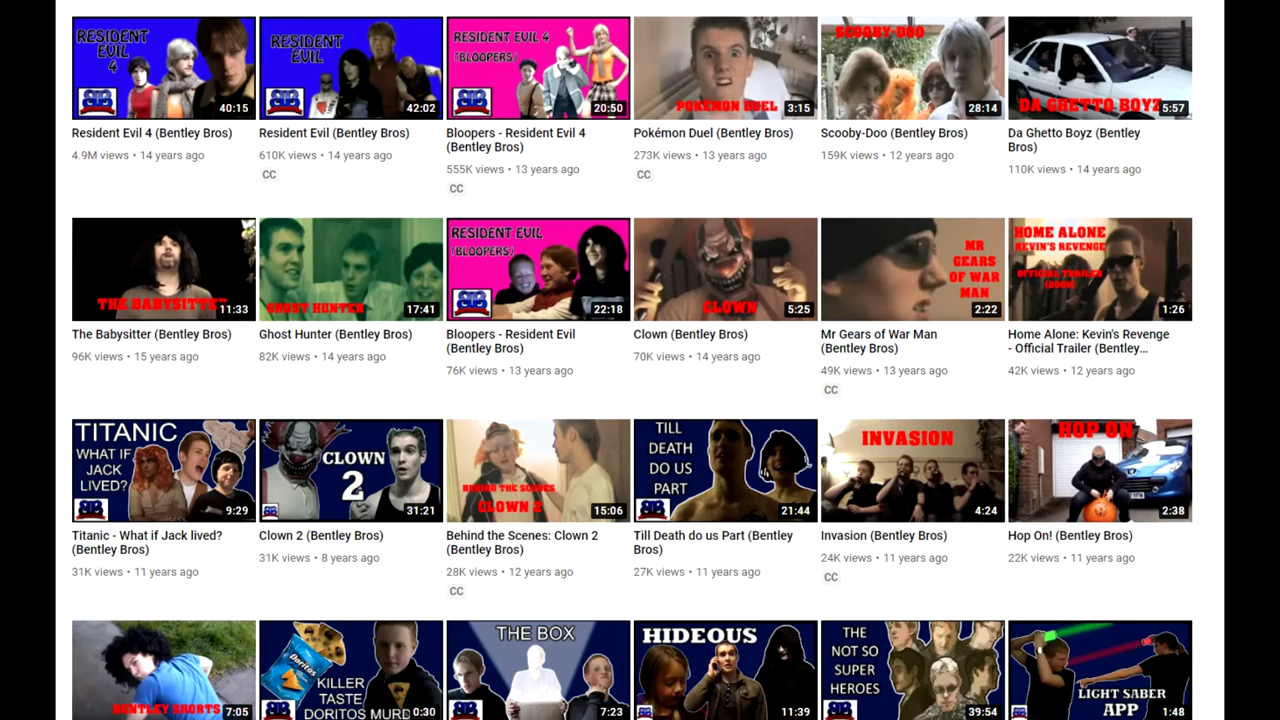 RESIDENT
EVIL
4
40:15
RESIDENT
EVIL
42:02
RESIDENT EVIL 4
(BLOOPERS)
20:50
POKEMON DUEL
3:15
SCOOBY-DOO
28:14
DA GHETTO BOYZ
5:57
Resident Evil 4 (Bentley Bros)
4.9M views • 14 years ago
Resident Evil (Bentley Bros)
610K views • 14 years ago
CC
Bloopers - Resident Evil 4
(Bentley Bros)
555K views • 13 years ago
CC
Pokémon Duel (Bentley Bros)
273K views • 13 years ago
CC
Scooby-Doo (Bentley Bros)
159K views • 12 years ago
Da Ghetto Boyz (Bentley
Bros)
110K views • 14 years ago
THE BABYSITTER
11:33
GHOST HUNTER
17:41
RESIDENT EVIL
(BLOOPERS)
22:18
CLOWN
5:25
MR
GEARS
OF WAR
MAN
2:22
HOME ALONE
KEVIN'S REVENGE
OFFICIAL TRAILER
(2009)
1:26
The Babysitter (Bentley Bros)
96K views • 15 years ago
Ghost Hunter (Bentley Bros)
82K views • 14 years ago
Bloopers - Resident Evil
(Bentley Bros)
76K views • 13 years ago
Clown (Bentley Bros)
70K views • 14 years ago
Mr Gears of War Man
(Bentley Bros)
49K views • 13 years ago
CC
Home Alone: Kevin's Revenge
- Official Trailer (Bentley...
42K views • 12 years ago
TITANIC
WHAT IF
JACK
LIVED?
9:29
CLOWN
2
31:21
BEHIND THE SCENES
CLOWN 2
15:06
TILL
DEATH
DO US
PART
21:44
INVASION
4:24
HOP ON
2:38
Titanic - What if Jack lived?
(Bentley Bros)
31K views • 11 years ago
Clown 2 (Bentley Bros)
31K views • 8 years ago
Behind the Scenes: Clown 2
(Bentley Bros)
28K views • 12 years ago
CC
Till Death do us Part (Bentley
Bros)
27K views • 11 years ago
Invasion (Bentley Bros)
24K views • 11 years ago
CC
Hop On! (Bentley Bros)
22K views • 11 years ago
BENTLEY SHORTS
7:05
Doritos
KILLER
TASTE
DORITOS MURD
0:30
THE BOX
7:23
HIDEOUS
11:39
THE
NOT SO
SUPER
HEROES
39:54
LIGHT SABER
APP
1:48